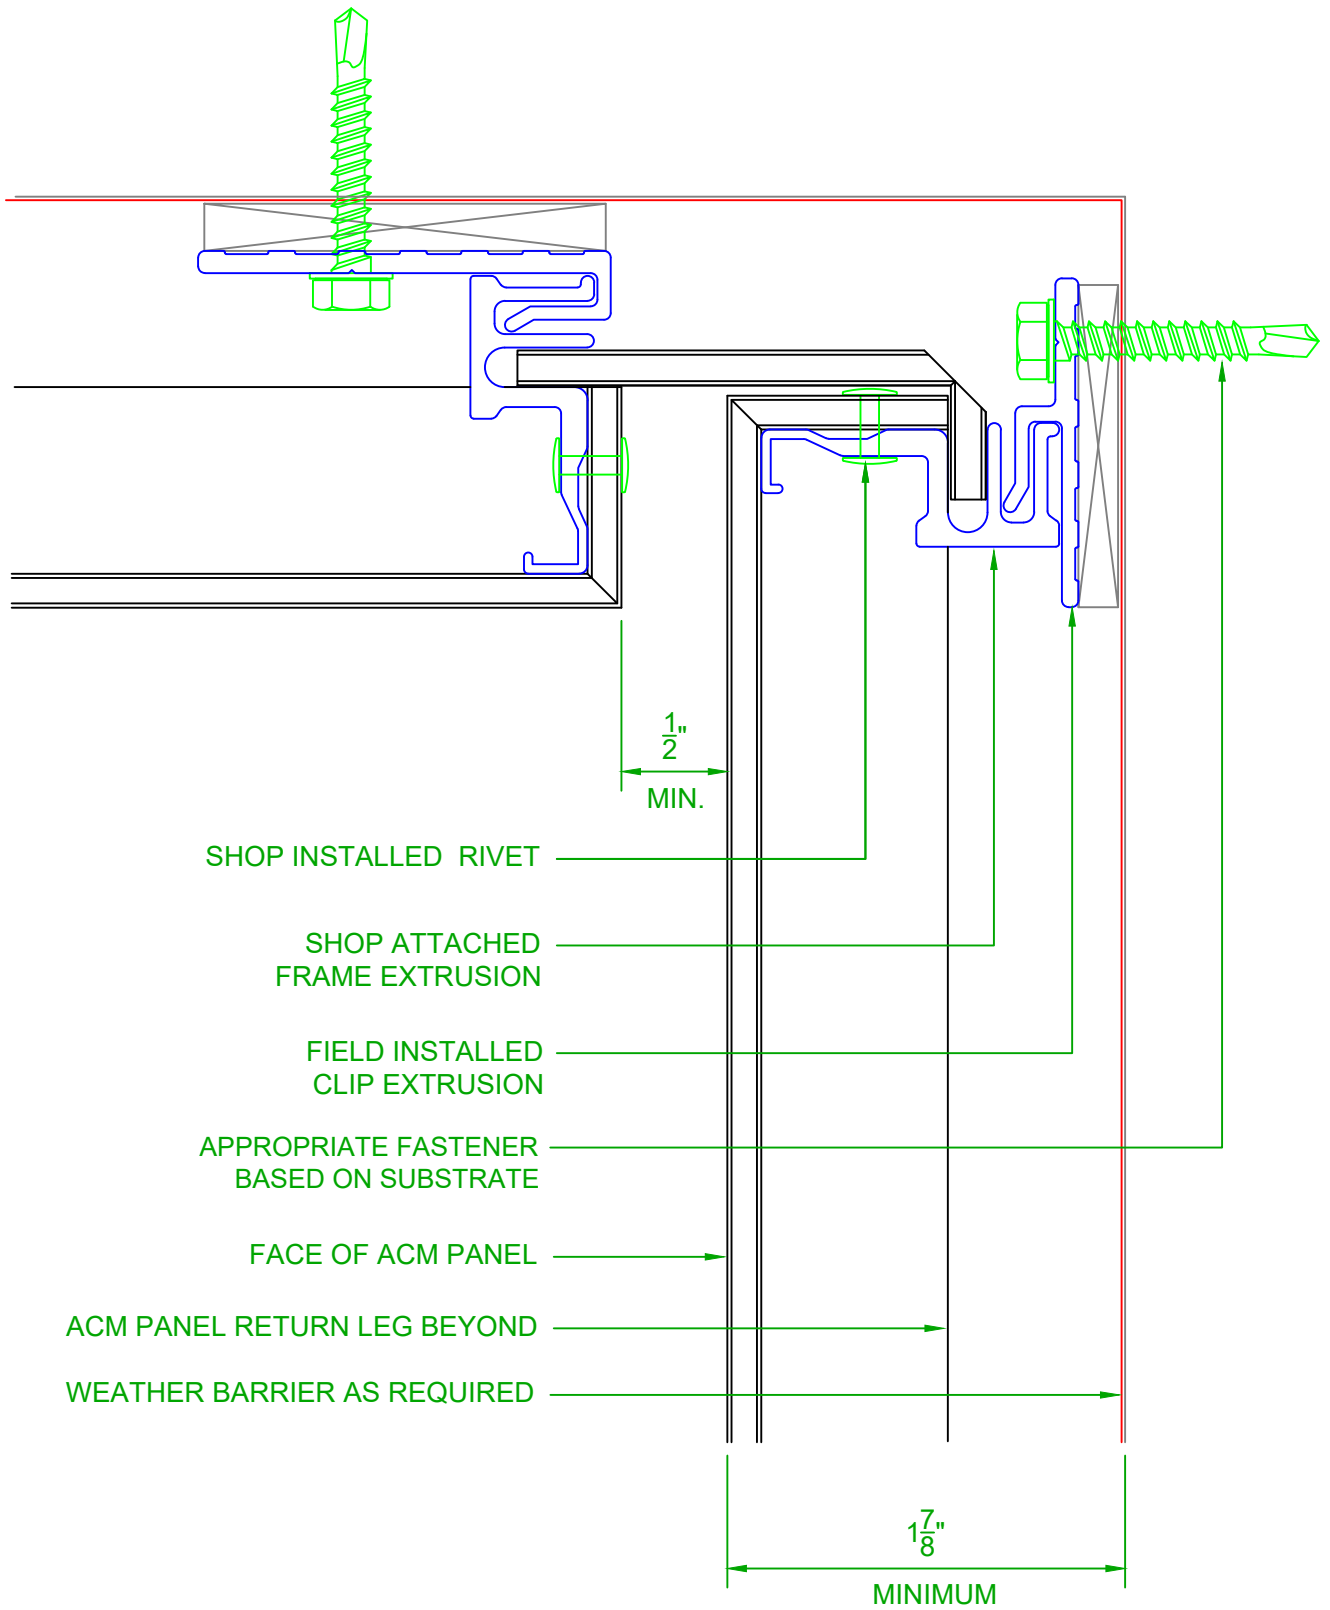 1/2"
MIN.
SHOP INSTALLED RIVET
SHOP ATTACHED
FRAME EXTRUSION
FIELD INSTALLED
CLIP EXTRUSION
APPROPRIATE FASTENER
BASED ON SUBSTRATE
FACE OF ACM PANEL
ACM PANEL RETURN LEG BEYOND
WEATHER BARRIER AS REQUIRED
1 7/8"
MINIMUM